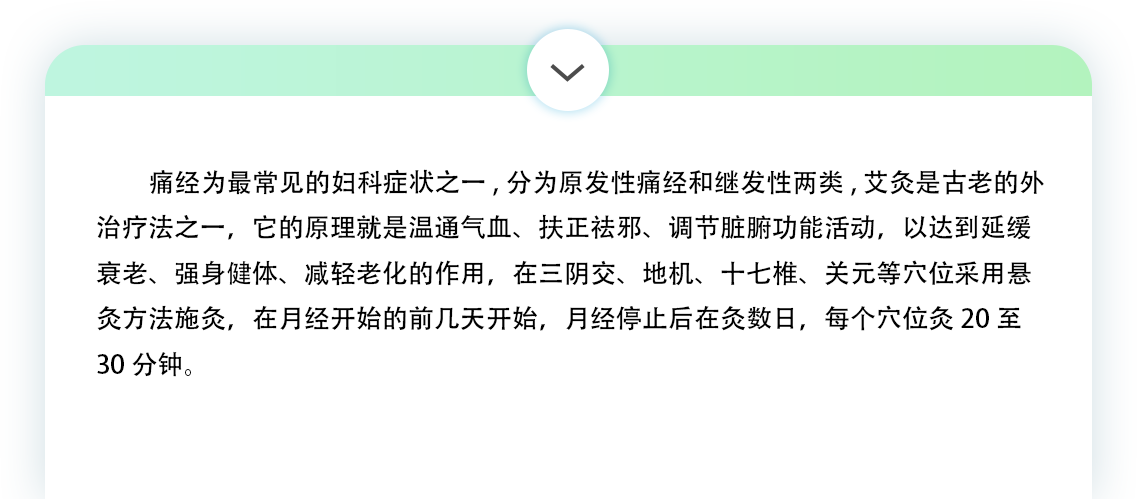 痛经为最常见的妇科症状之一,分为原发性痛经和继发性两类,艾灸是古老的外
治疗法之一，它的原理就是温通气血、扶正祛邪、调节脏腑功能活动，以达到延缓
衰老、强身健体、减轻老化的作用，在三阴交、地机、十七椎、关元等穴位采用悬
灸方法施灸，在月经开始的前几天开始，月经停止后在灸数日，每个穴位灸 20 至
30 分钟。